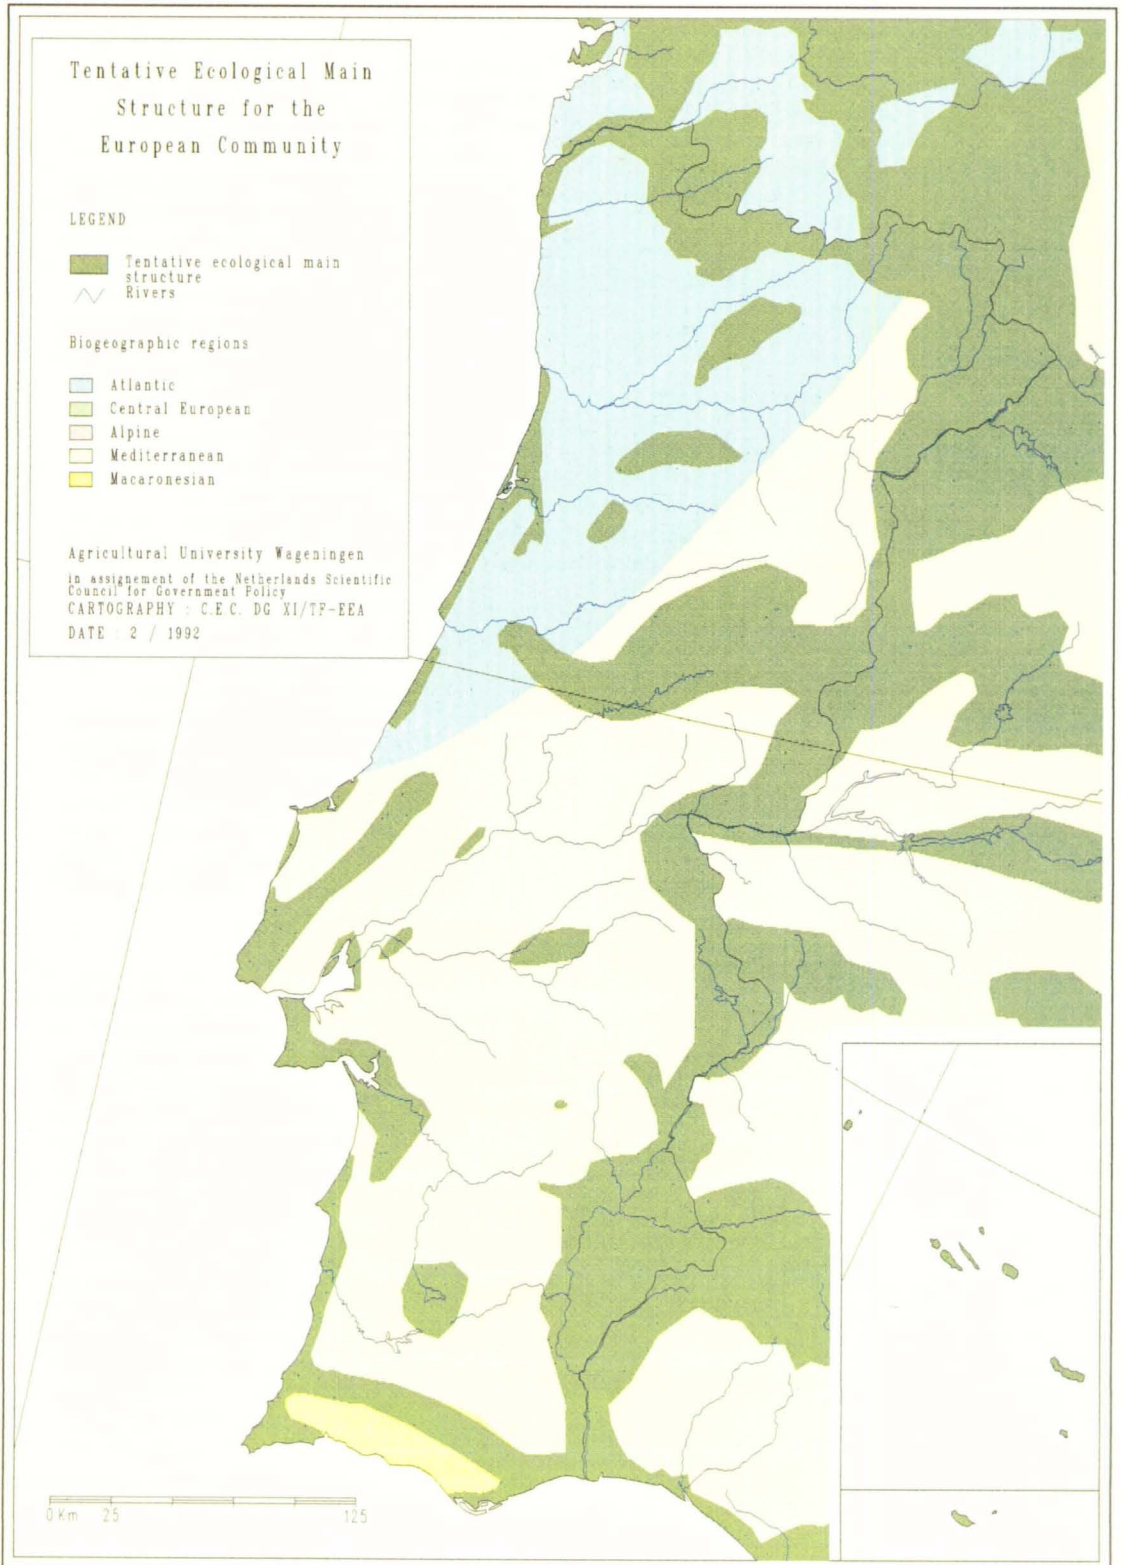 Tentative Ecological Main
Structure for the
European Community
LEGEND
Tentative ecological main
structure
Rivers
Biogeographic regions
Atlantic
Central European
Alpine
Mediterranean
Macaronesian
Agricultural University Wageningen
in assignement of the Netherlands Scientific
Council for Government Policy
CARTOGRAPHY : C.E.C. DG XI/TF-EEA
DATE : 2 / 1992
0 Km 25 125